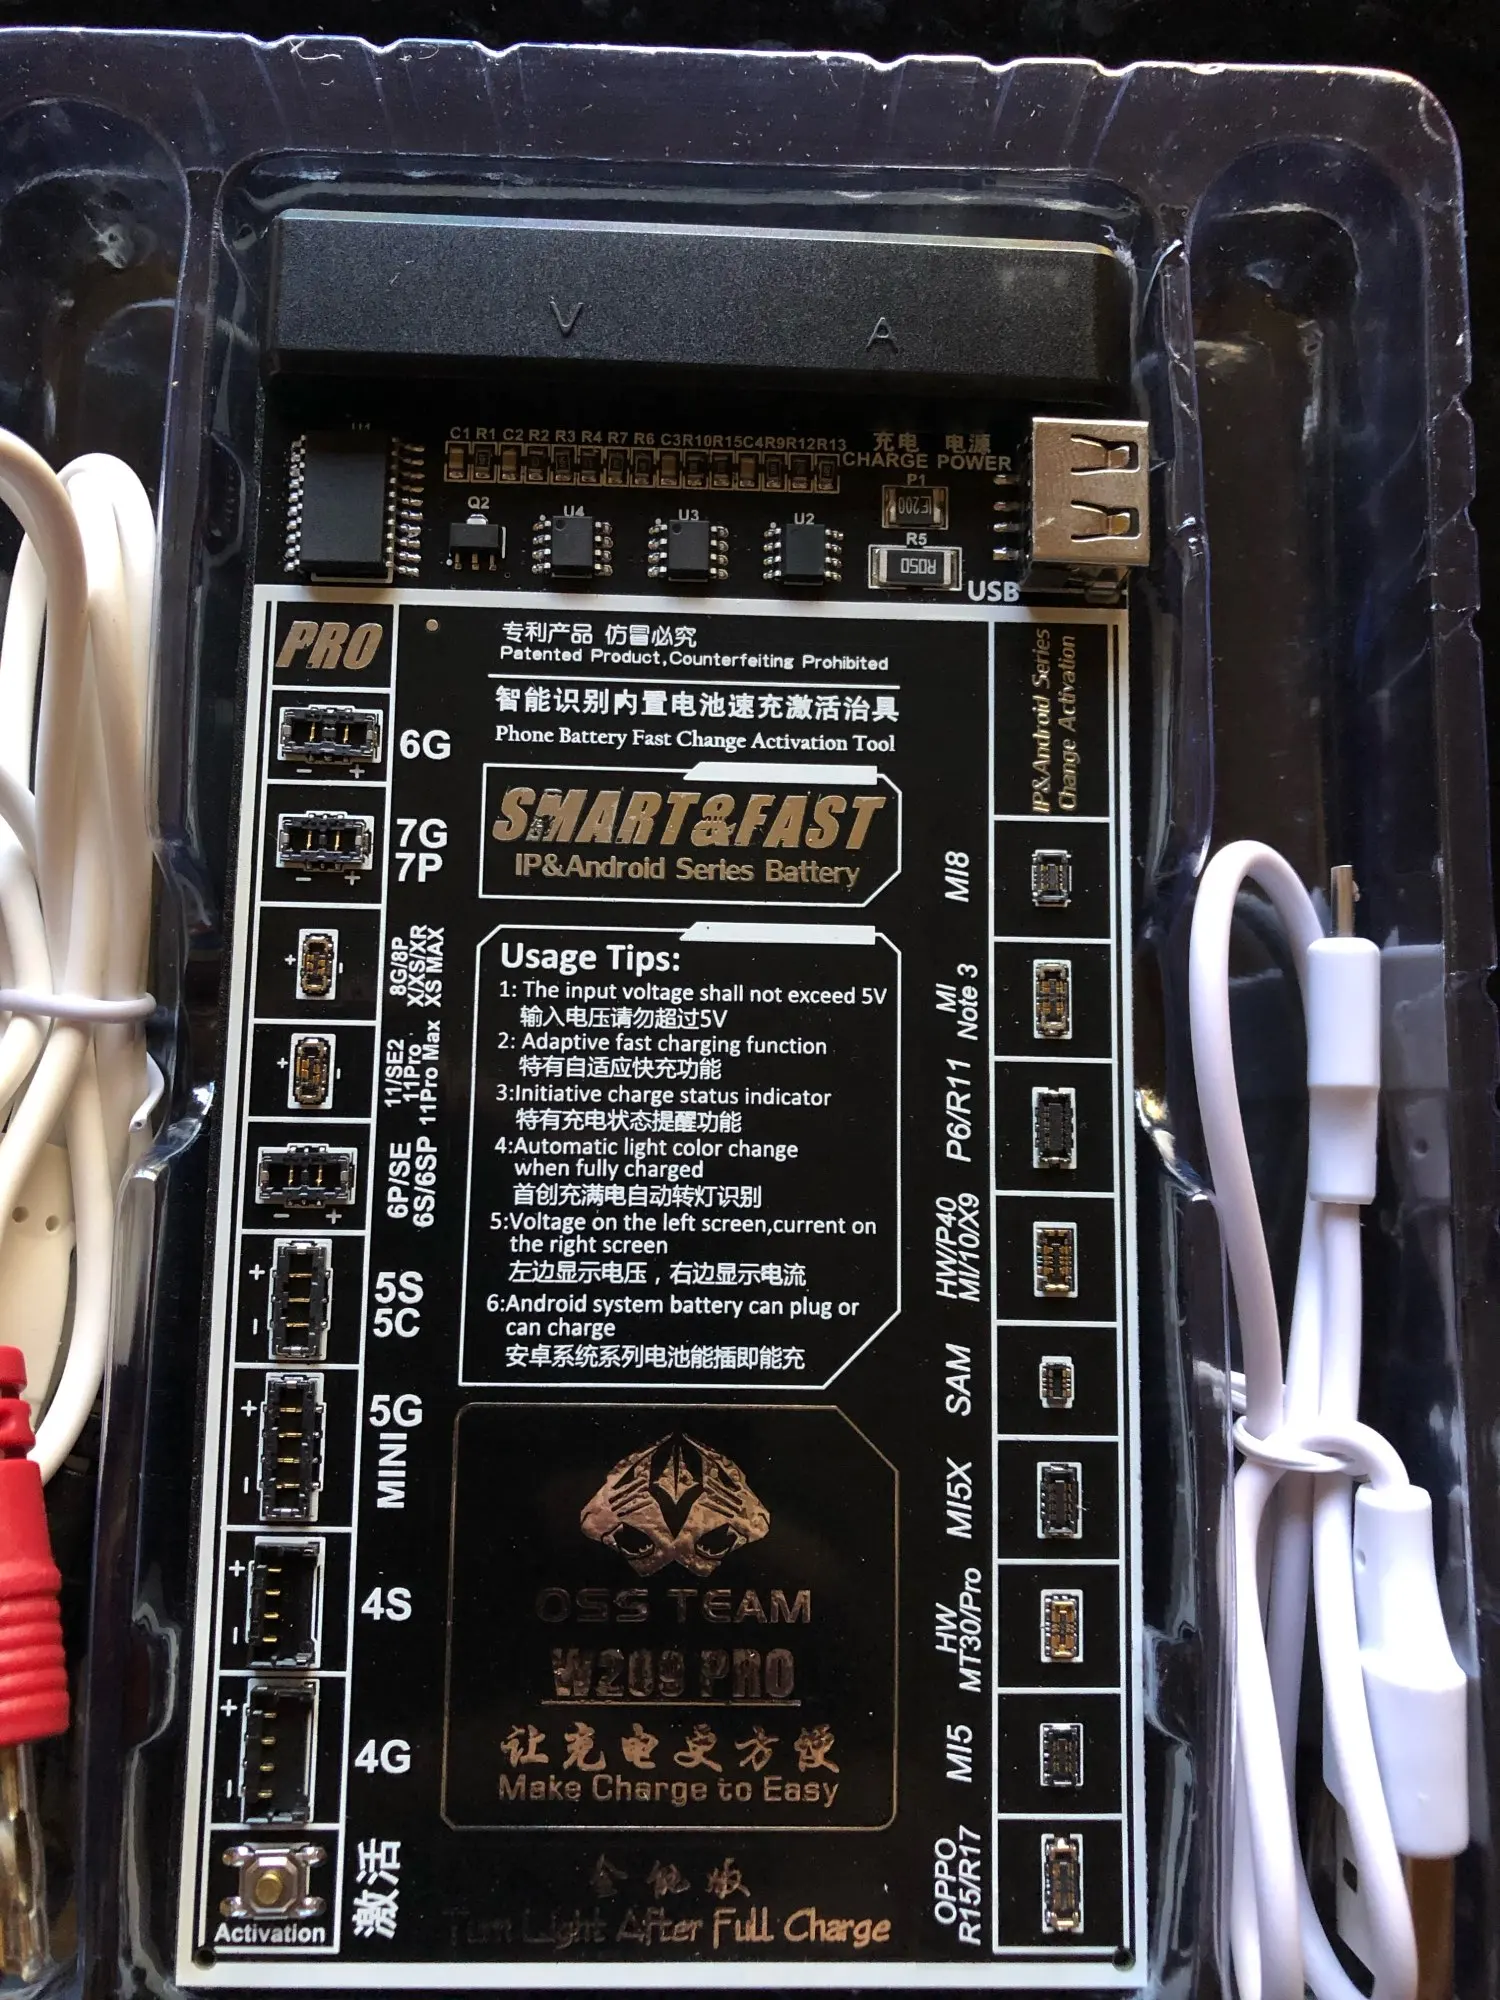 V A
U1
C1 R1 C2 R2 R3 R4 R7 R6 C3R10R15C4R9R12R13
充电 电源
CHARGE POWER
P1
F200
Q2
U4
U3
U2
R5
R050
USB
PRO
专利产品 仿冒必究
Patented Product,Counterfeiting Prohibited
智能识别内置电池速充激活治具
Phone Battery Fast Change Activation Tool
SMART&FAST
IP&Android Series Battery
Usage Tips:
1: The input voltage shall not exceed 5V
输入电压请勿超过5V
2: Adaptive fast charging function
特有自适应快充功能
3:Initiative charge status indicator
特有充电状态提醒功能
4:Automatic light color change
when fully charged
首创充满电自动转灯识别
5:Voltage on the left screen,current on
the right screen
左边显示电压，右边显示电流
6:Android system battery can plug or
can charge
安卓系统系列电池能插即能充
OSS TEAM
W209 PRO
让充电更方便
Make Charge to Easy
全能版
Turn Light After Full Charge
6G
- +
7G
7P
- +
8G/8P
X/XS/XR
XS MAX
+ -
11/SE2
11Pro
11Pro Max
+ -
6P/SE
6S/6SP
- +
5S
5C
+
-
5G
MINI
+
-
4S
+
-
4G
+
-
激活
Activation
IP&Android Series
Change Activation
MI8
MI
Note 3
P6/R11
HW/P40
MI/10/X9
SAM
MI5X
HW
MT30/Pro
MI5
OPPO
R15/R17